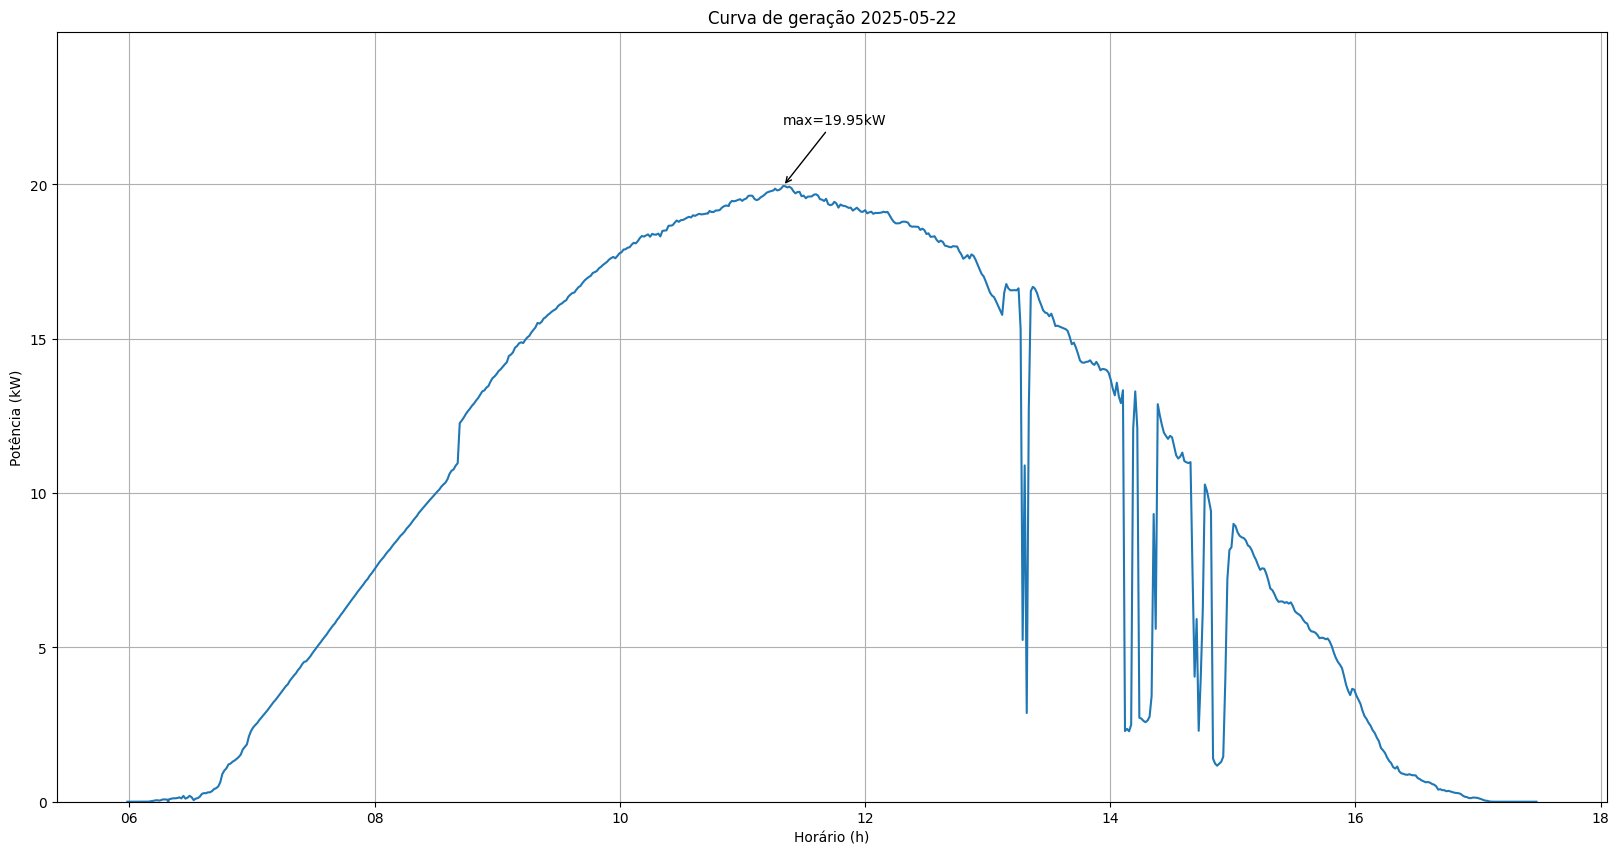 Curva de geração 2025-05-22
max=19.95kW
Potência (kW)
20
15
10
5
0
06 08 10 12 14 16 18
Horário (h)